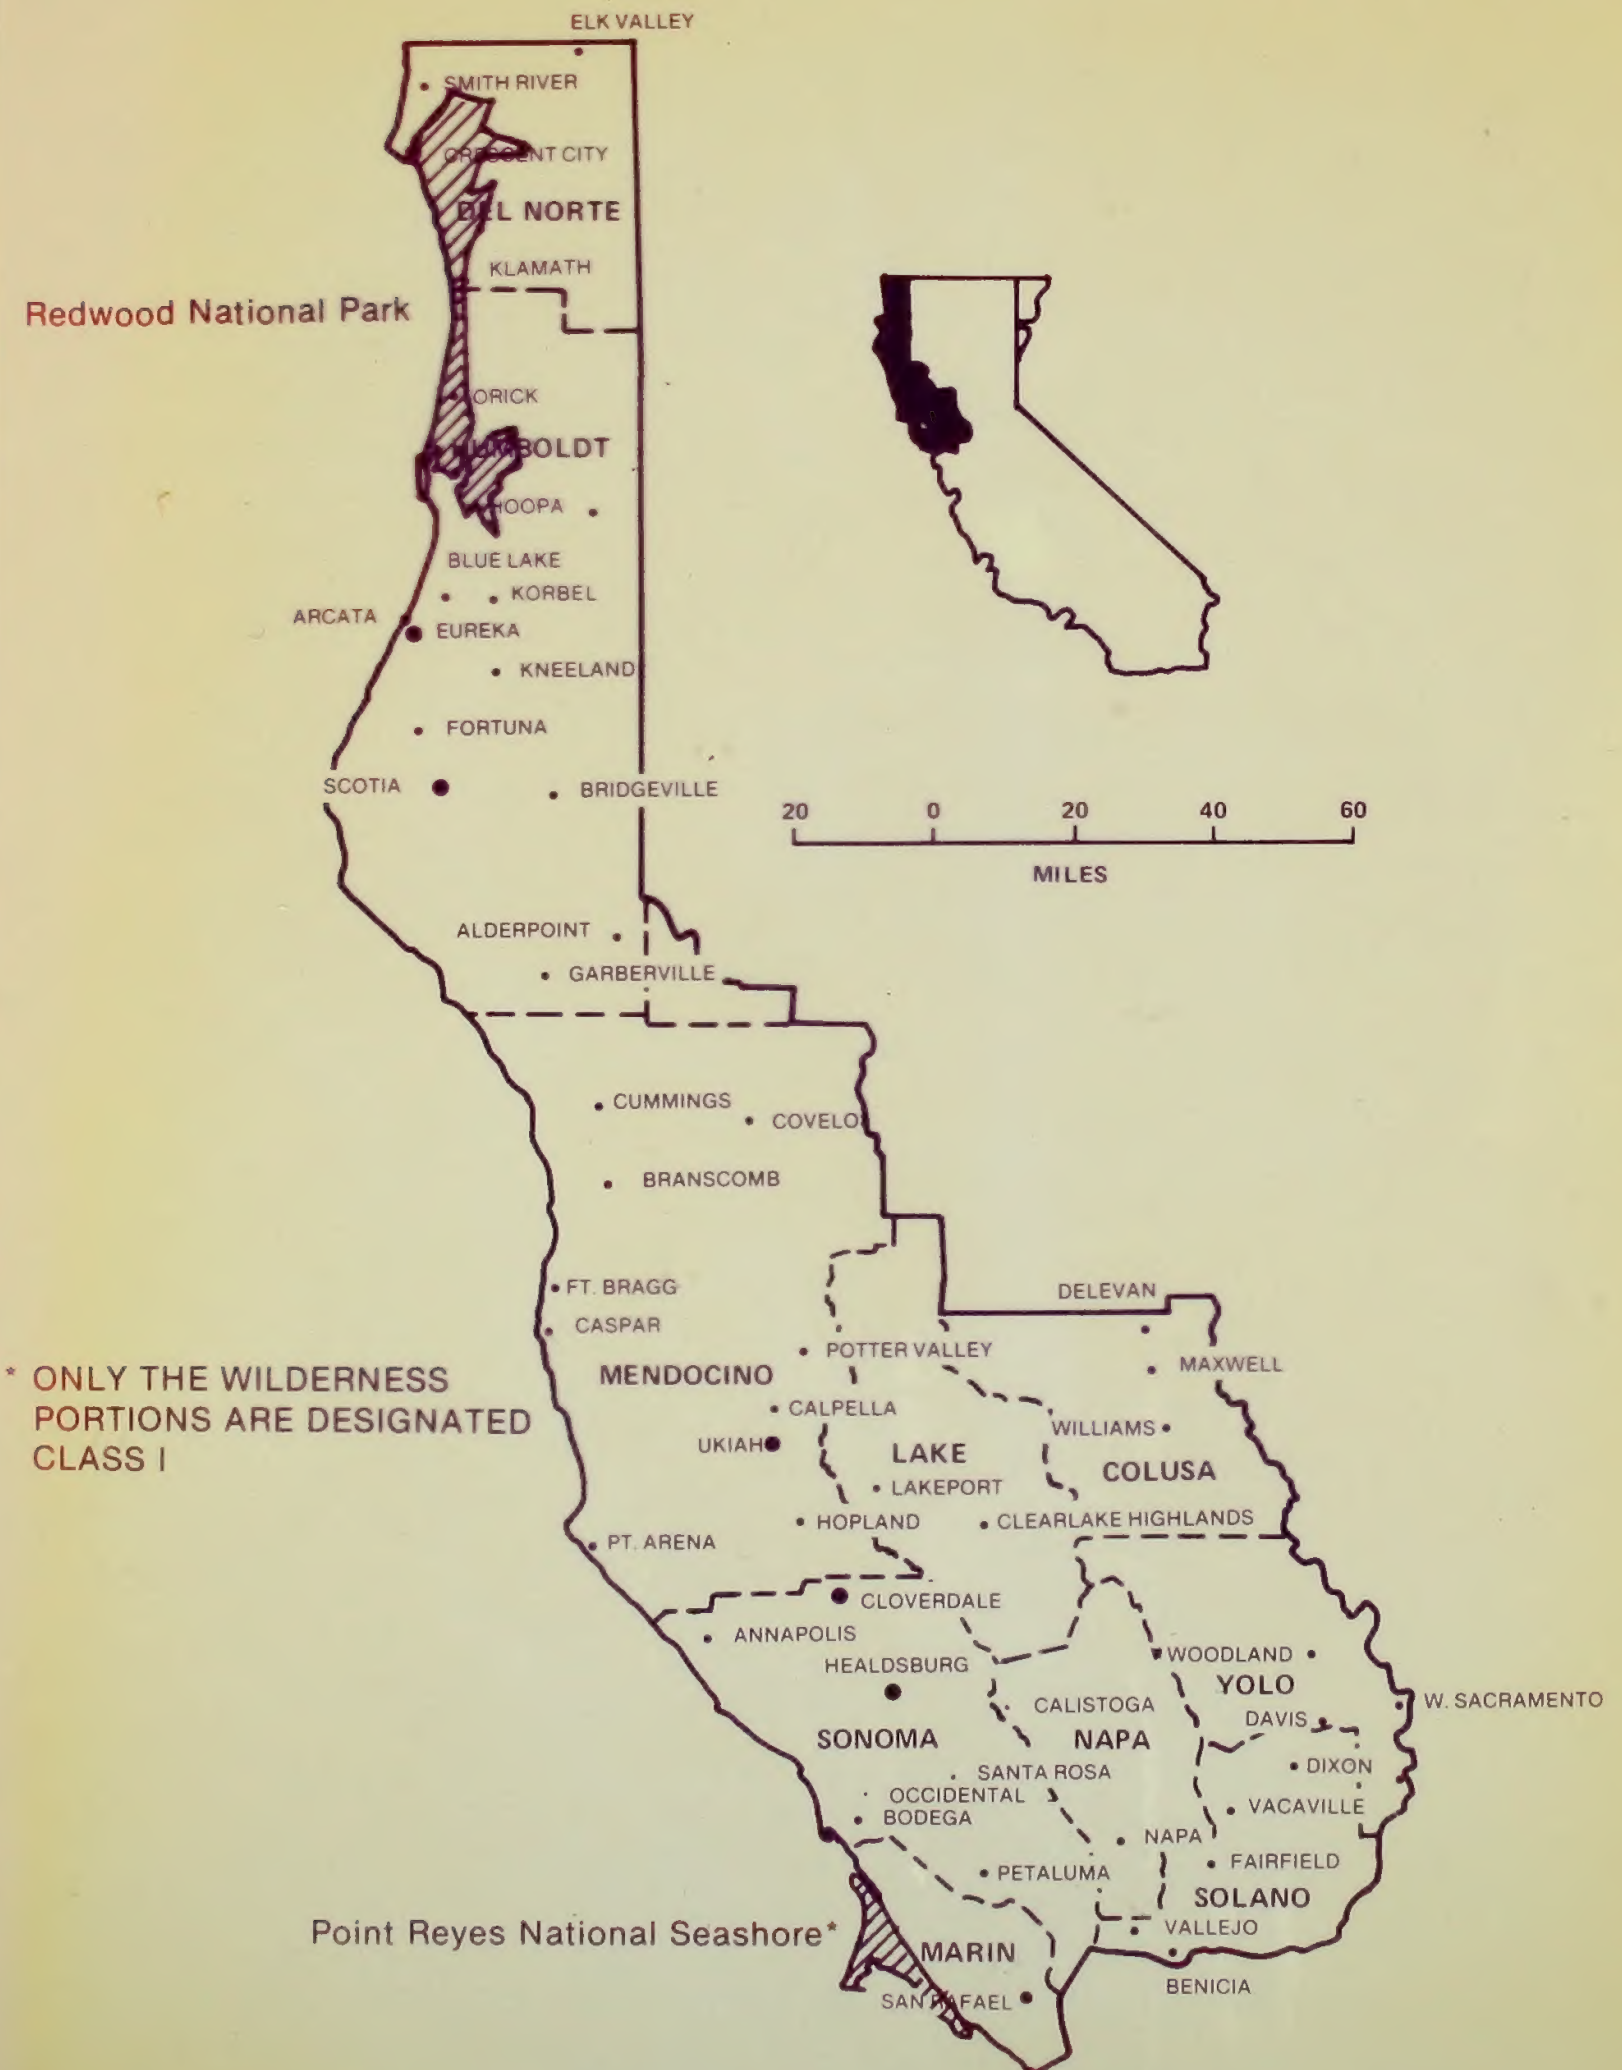 ELK VALLEY
SMITH RIVER
CRESCENT CITY
DEL NORTE
KLAMATH
Redwood National Park
ORICK
HUMBOLDT
HOOPA
BLUE LAKE
KORBEL
ARCATA
EUREKA
KNEELAND
FORTUNA
SCOTIA
BRIDGEVILLE
20 0 20 40 60
MILES
ALDERPOINT
GARBERVILLE
CUMMINGS
COVELO
BRANSCOMB
FT. BRAGG
DELEVAN
CASPAR
POTTER VALLEY
MAXWELL
MENDOCINO
* ONLY THE WILDERNESS
PORTIONS ARE DESIGNATED
CLASS I
CALPELLA
WILLIAMS
UKIAH
LAKE
COLUSA
LAKEPORT
HOPLAND
CLEARLAKE HIGHLANDS
PT. ARENA
CLOVERDALE
ANNAPOLIS
HEALDSBURG
WOODLAND
YOLO
W. SACRAMENTO
CALISTOGA
DAVIS
SONOMA
NAPA
DIXON
SANTA ROSA
OCCIDENTAL
VACAVILLE
BODEGA
NAPA
FAIRFIELD
PETALUMA
SOLANO
VALLEJO
Point Reyes National Seashore*
MARIN
BENICIA
SAN RAFAEL